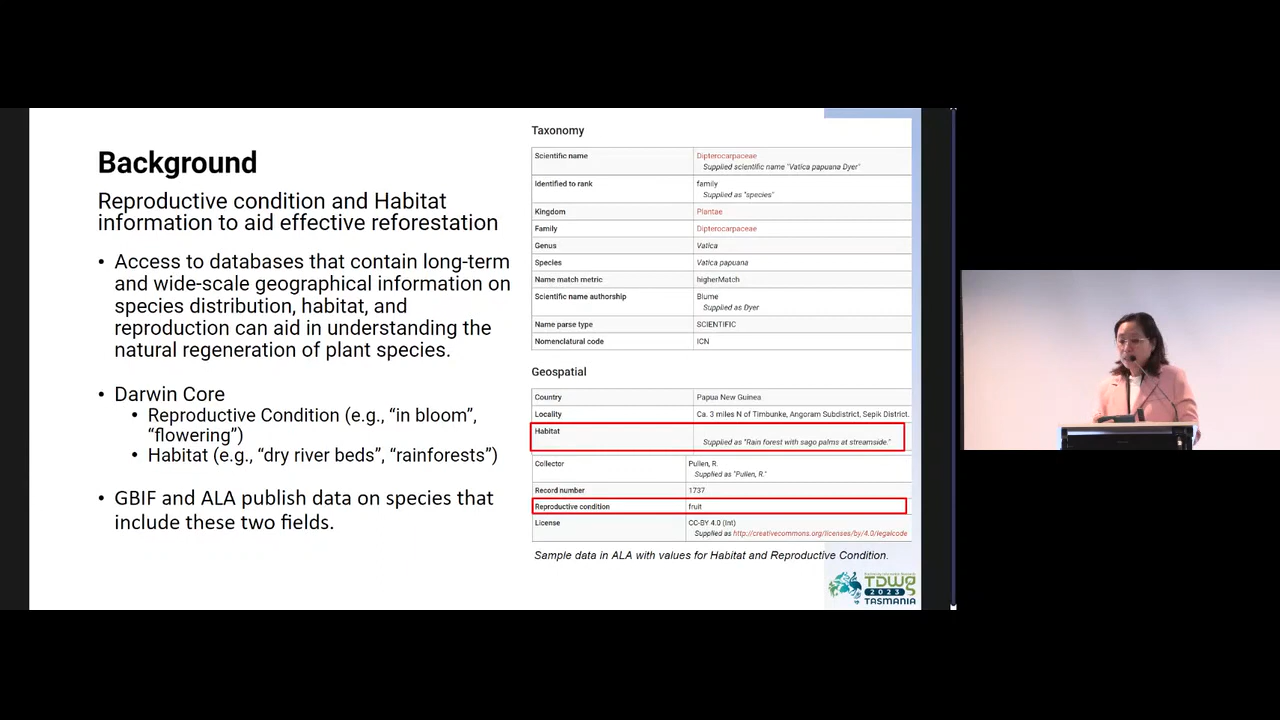 Background
Reproductive condition and Habitat
information to aid effective reforestation
• Access to databases that contain long-term
and wide-scale geographical information on
species distribution, habitat, and
reproduction can aid in understanding the
natural regeneration of plant species.
• Darwin Core
• Reproductive Condition (e.g., “in bloom”,
“flowering”)
• Habitat (e.g., “dry river beds”, “rainforests”)
• GBIF and ALA publish data on species that
include these two fields.
Taxonomy
Scientific name Dipterocarpaceae
Supplied scientific name "Vatica papuana Dyer"
Identified to rank family
Supplied as "species"
Kingdom Plantae
Family Dipterocarpaceae
Genus Vatica
Species Vatica papuana
Name match metric higherMatch
Scientific name authorship Blume
Supplied as Dyer
Name parse type SCIENTIFIC
Nomenclatural code ICN
Geospatial
Country Papua New Guinea
Locality Ca. 3 miles N of Timbunke, Angoram Subdistrict, Sepik District.
Habitat
Supplied as "Rain forest with sago palms at streamside."
Collector Pullen, R.
Supplied as "Pullen, R."
Record number 1737
Reproductive condition fruit
License CC-BY 4.0 (Int)
Supplied as http://creativecommons.org/licenses/by/4.0/legalcode
Sample data in ALA with values for Habitat and Reproductive Condition.
TDWG
2023
TASMANIA